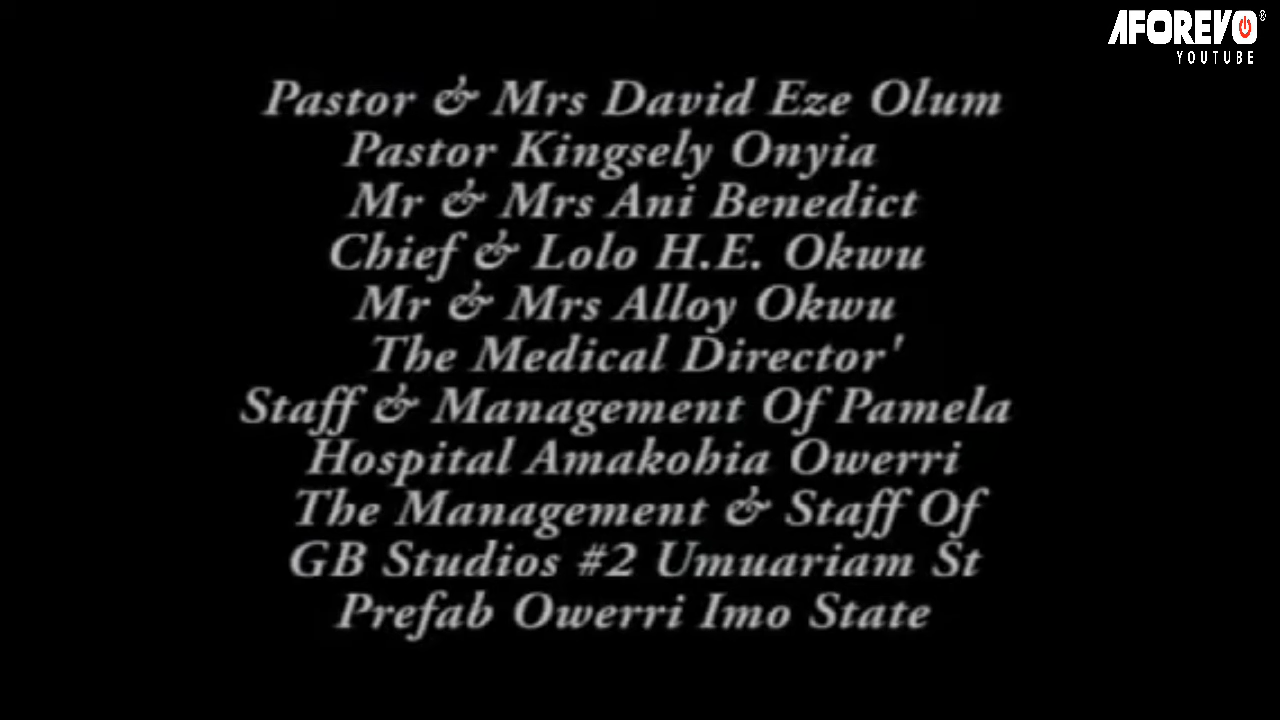 AFOREVO®
YOUTUBE
Pastor & Mrs David Eze Olum
Pastor Kingsely Onyia
Mr & Mrs Ani Benedict
Chief & Lolo H.E. Okwu
Mr & Mrs Alloy Okwu
The Medical Director'
Staff & Management Of Pamela
Hospital Amakohia Owerri
The Management & Staff Of
GB Studios #2 Umuariam St
Prefab Owerri Imo State